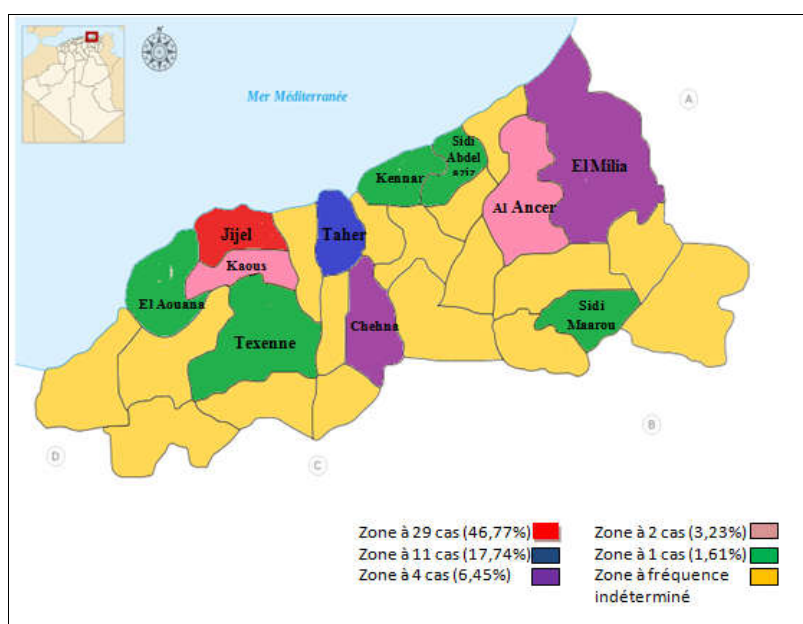 N
Mer Méditerranée
A
Sidi
Abdel
aziz
El Milia
Kennar
Al Ancer
Jijel
Taher
Kaous
El Aouana
Chehna
Sidi
Maarou
Texenne
B
D
C
Zone à 29 cas (46,77%)
Zone à 2 cas (3,23%)
Zone à 11 cas (17,74%)
Zone à 1 cas (1,61%)
Zone à 4 cas (6,45%)
Zone à fréquence
indéterminé